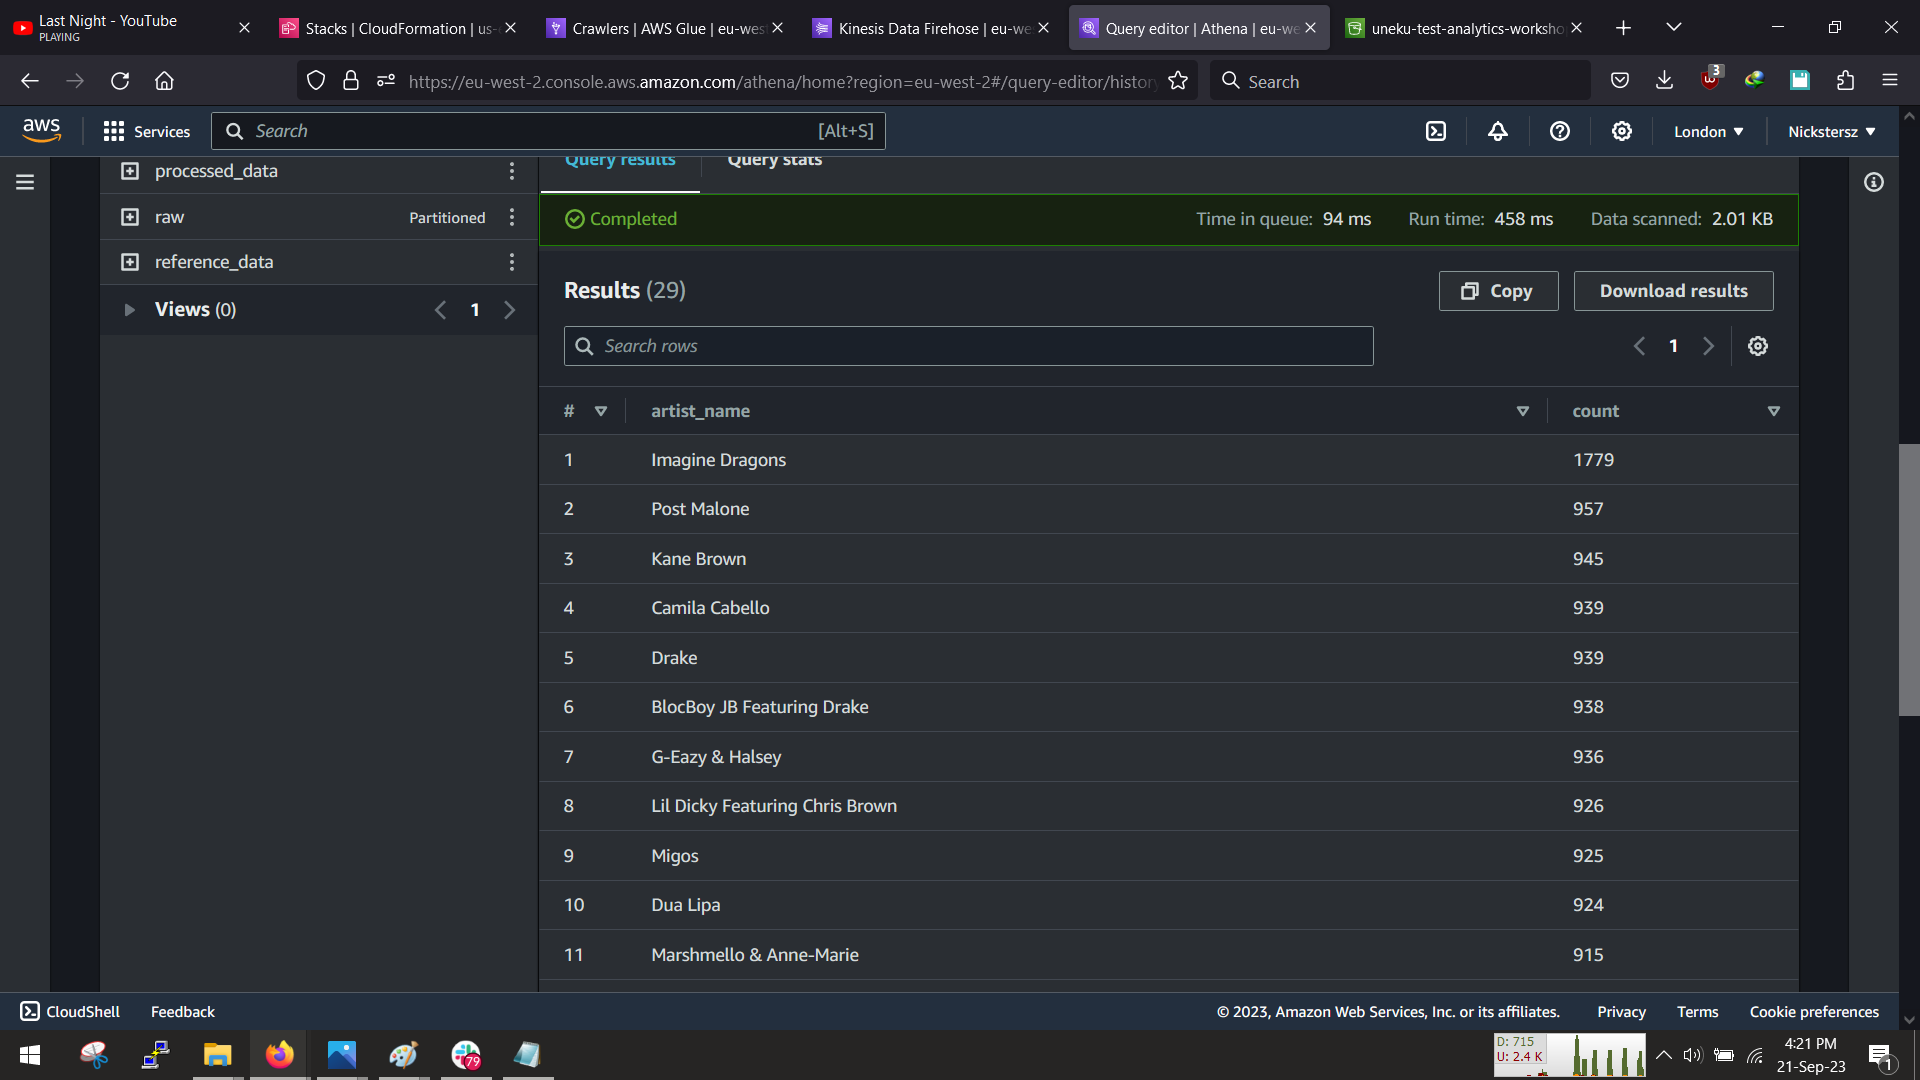 Last Night - YouTube
PLAYING
Stacks | CloudFormation | us-
Crawlers | AWS Glue | eu-wes
Kinesis Data Firehose | eu-we
Query editor | Athena | eu-we
uneku-test-analytics-worksho
https://eu-west-2.console.aws.amazon.com/athena/home?region=eu-west-2#/query-editor/history
Search
3
aws
Services
Search
[Alt+S]
London
Nickstersz
processed_data
raw
Partitioned
reference_data
Views (0)
1
Query results
Query stats
Completed
Time in queue: 94 ms
Run time: 458 ms
Data scanned: 2.01 KB
Results (29)
Copy
Download results
Search rows
1
# artist_name count
1 Imagine Dragons 1779
2 Post Malone 957
3 Kane Brown 945
4 Camila Cabello 939
5 Drake 939
6 BlocBoy JB Featuring Drake 938
7 G-Eazy & Halsey 936
8 Lil Dicky Featuring Chris Brown 926
9 Migos 925
10 Dua Lipa 924
11 Marshmello & Anne-Marie 915
CloudShell
Feedback
© 2023, Amazon Web Services, Inc. or its affiliates.
Privacy
Terms
Cookie preferences
79
D: 715
U: 2.4 K
4:21 PM
21-Sep-23
1